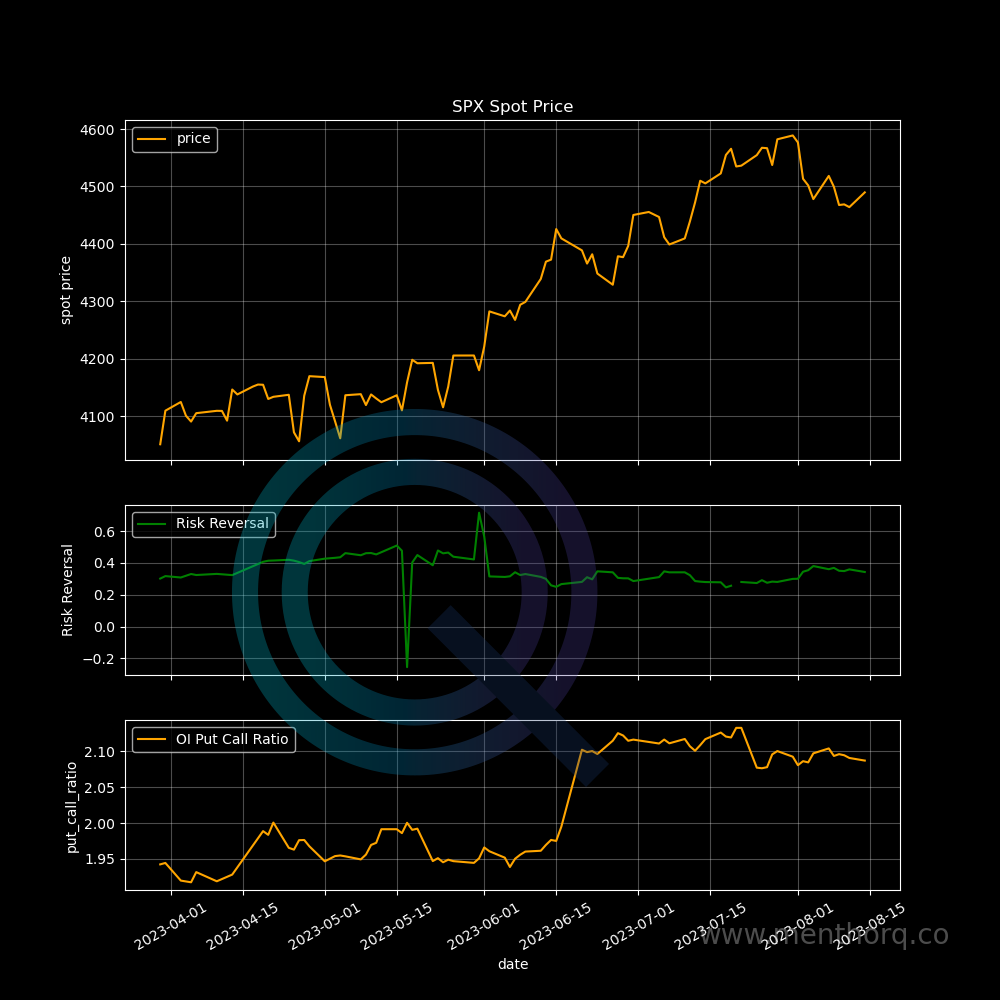 SPX Spot Price
price
4600
4500
4400
4300
4200
4100
spot price
Risk Reversal
0.6
0.4
0.2
0.0
−0.2
Risk Reversal
OI Put Call Ratio
2.10
2.05
2.00
1.95
put_call_ratio
2023-04-01 2023-04-15 2023-05-01 2023-05-15 2023-06-01 2023-06-15 2023-07-01 2023-07-15 2023-08-01 2023-08-15
www.menthorq.co
date